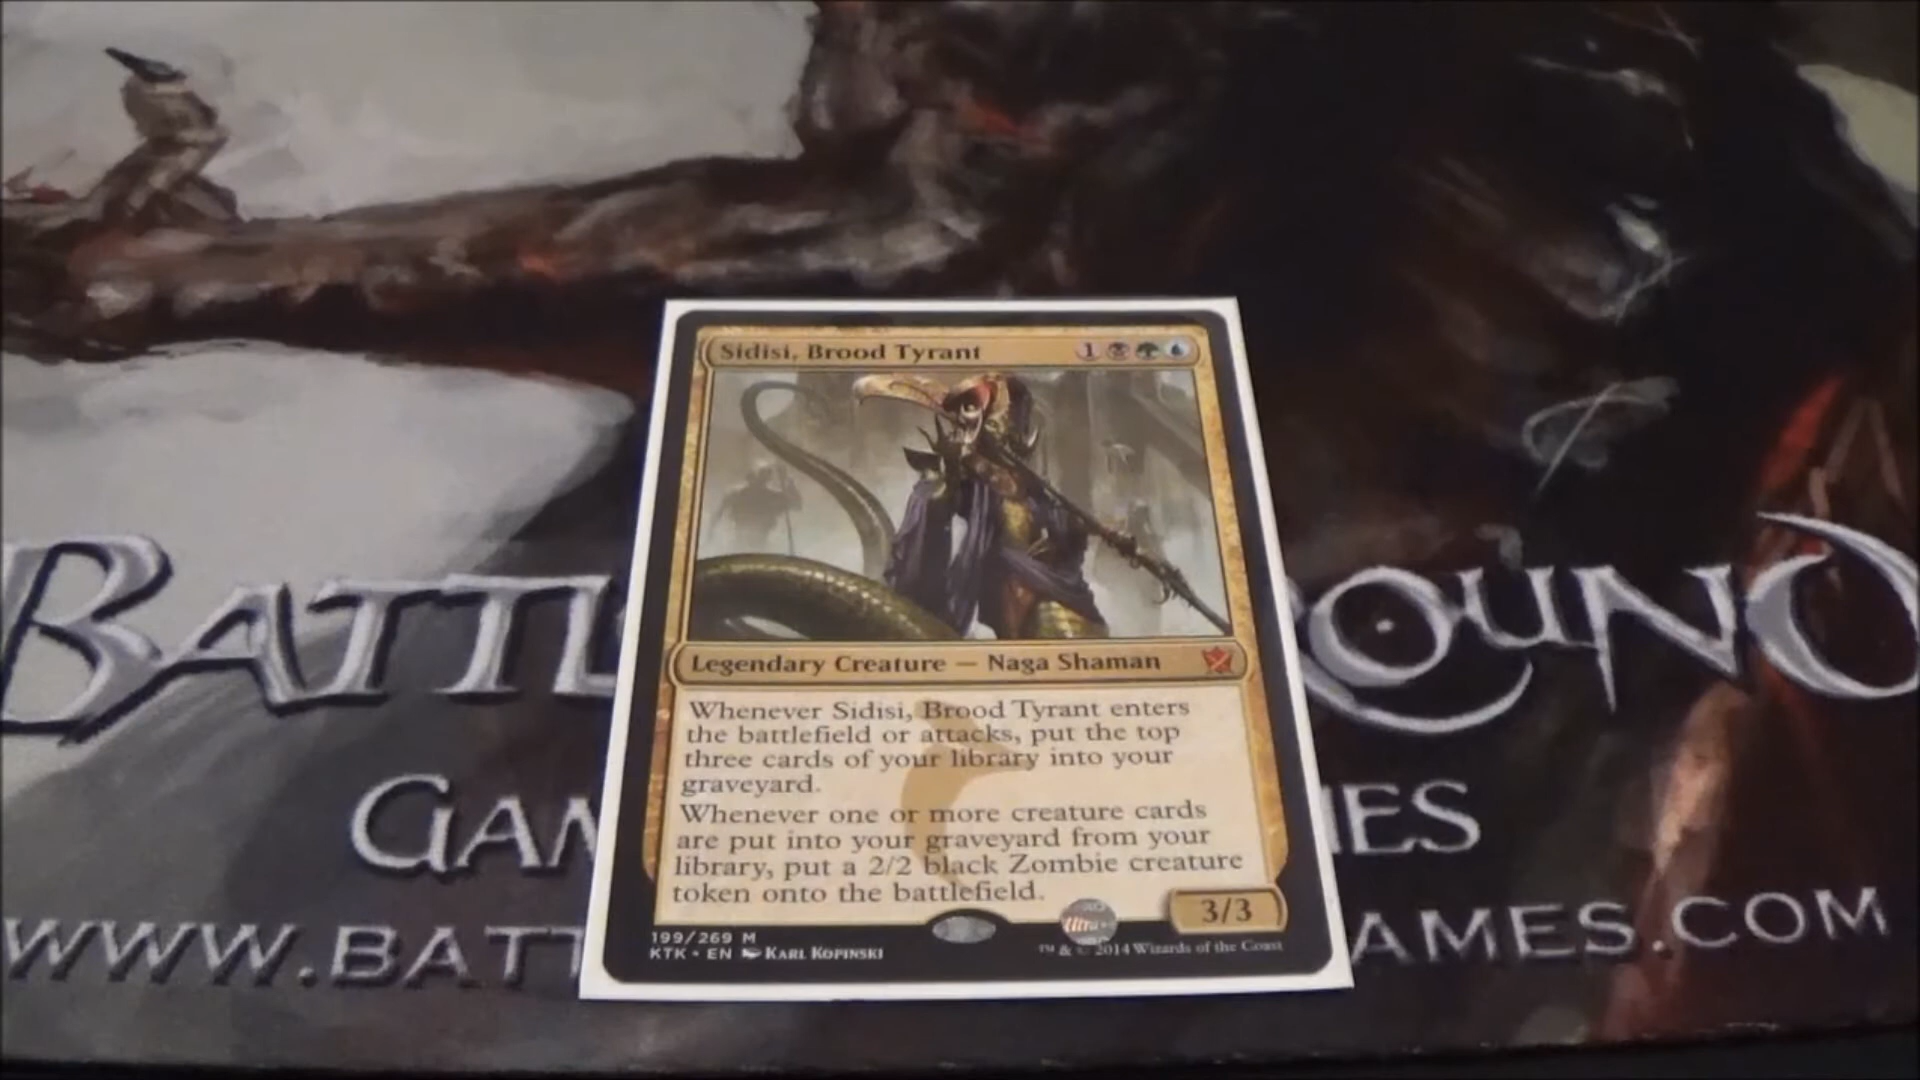 Sidisi, Brood Tyrant 1
Legendary Creature — Naga Shaman
Whenever Sidisi, Brood Tyrant enters
the battlefield or attacks, put the top
three cards of your library into your
graveyard.
Whenever one or more creature cards
are put into your graveyard from your
library, put a 2/2 black Zombie creature
token onto the battlefield.
3/3
199/269 M
KTK • EN Karl Kopinski
™ & © 2014 Wizards of the Coast
Battl ound
Gam mes
www.batt ames.com